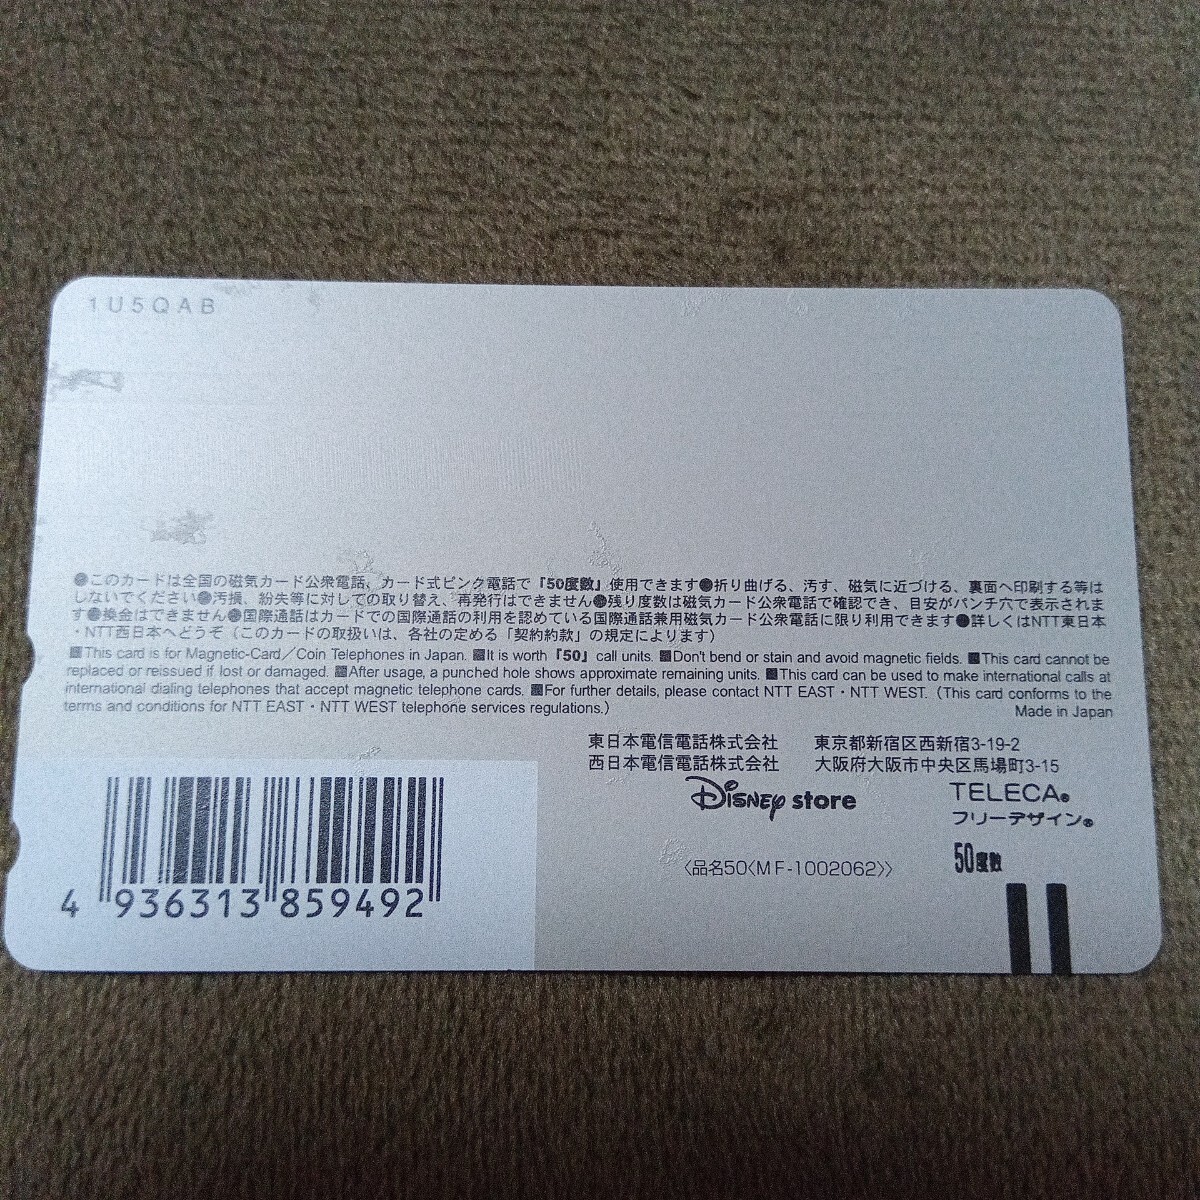 1U5QAB
●このカードは全国の磁気カード公衆電話、カード式ピンク電話で「50度数」使用できます●折り曲げる、汚す、磁気に近づける、裏面へ印刷する等は
しないでください●汚損、紛失等に対しての取り替え、再発行はできません●残り度数は磁気カード公衆電話で確認でき、目安がパンチ穴で表示されま
す●換金はできません●国際通話はカードでの国際通話の利用を認めている国際通話兼用磁気カード公衆電話に限り利用できます●詳しくはNTT東日本
・NTT西日本へどうぞ（このカードの取扱いは、各社の定める「契約約款」の規定によります）
■This card is for Magnetic-Card／Coin Telephones in Japan. ■It is worth「50」call units. ■Don't bend or stain and avoid magnetic fields. ■This card cannot be
replaced or reissued if lost or damaged. ■After usage, a punched hole shows approximate remaining units. ■This card can be used to make international calls at
international dialing telephones that accept magnetic telephone cards. ■For further details, please contact NTT EAST・NTT WEST.（This card conforms to the
terms and conditions for NTT EAST・NTT WEST telephone services regulations.）
Made in Japan
東日本電信電話株式会社 東京都新宿区西新宿3-19-2
西日本電信電話株式会社 大阪府大阪市中央区馬場町3-15
Disney store
TELECA®
フリーデザイン®
〈品名50〈MF-1002062〉〉
50度数
4 936313 859492